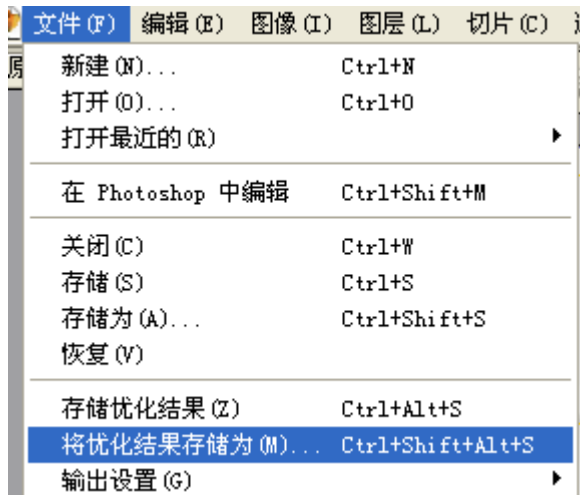 文件(F) 编辑(E) 图像(I) 图层(L) 切片(C)
新建(N)... Ctrl+N
打开(O)... Ctrl+O
打开最近的(R)
在 Photoshop 中编辑 Ctrl+Shift+M
关闭(C) Ctrl+W
存储(S) Ctrl+S
存储为(A)... Ctrl+Shift+S
恢复(V)
存储优化结果(Z) Ctrl+Alt+S
将优化结果存储为(M)... Ctrl+Shift+Alt+S
输出设置(G)